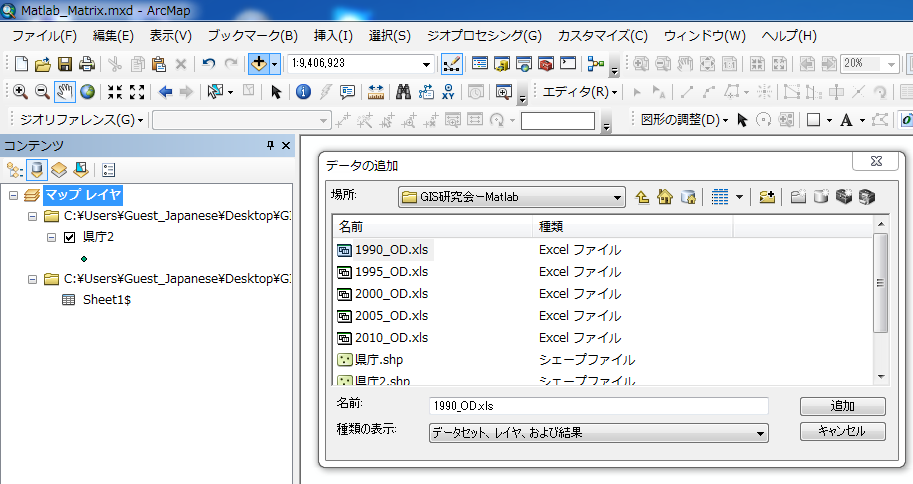 Matlab_Matrix.mxd - ArcMap
ファイル(F) 編集(E) 表示(V) ブックマーク(B) 挿入(I) 選択(S) ジオプロセシング(G) カスタマイズ(C) ウィンドウ(W) ヘルプ(H)
1:9,406,923
20%
エディタ(R)
ジオリファレンス(G)
図形の調整(D)
A
コンテンツ
マップ レイヤ
C:¥Users¥Guest_Japanese¥Desktop¥GI
県庁2
C:¥Users¥Guest_Japanese¥Desktop¥GI
Sheet1$
データの追加
場所:
GIS研究会ーMatlab
名前 種類
1990_OD.xls Excel ファイル
1995_OD.xls Excel ファイル
2000_OD.xls Excel ファイル
2005_OD.xls Excel ファイル
2010_OD.xls Excel ファイル
県庁.shp シェープファイル
県庁2.shp シェープファイル
名前: 1990_OD.xls 追加
種類の表示: データセット、レイヤ、および結果 キャンセル